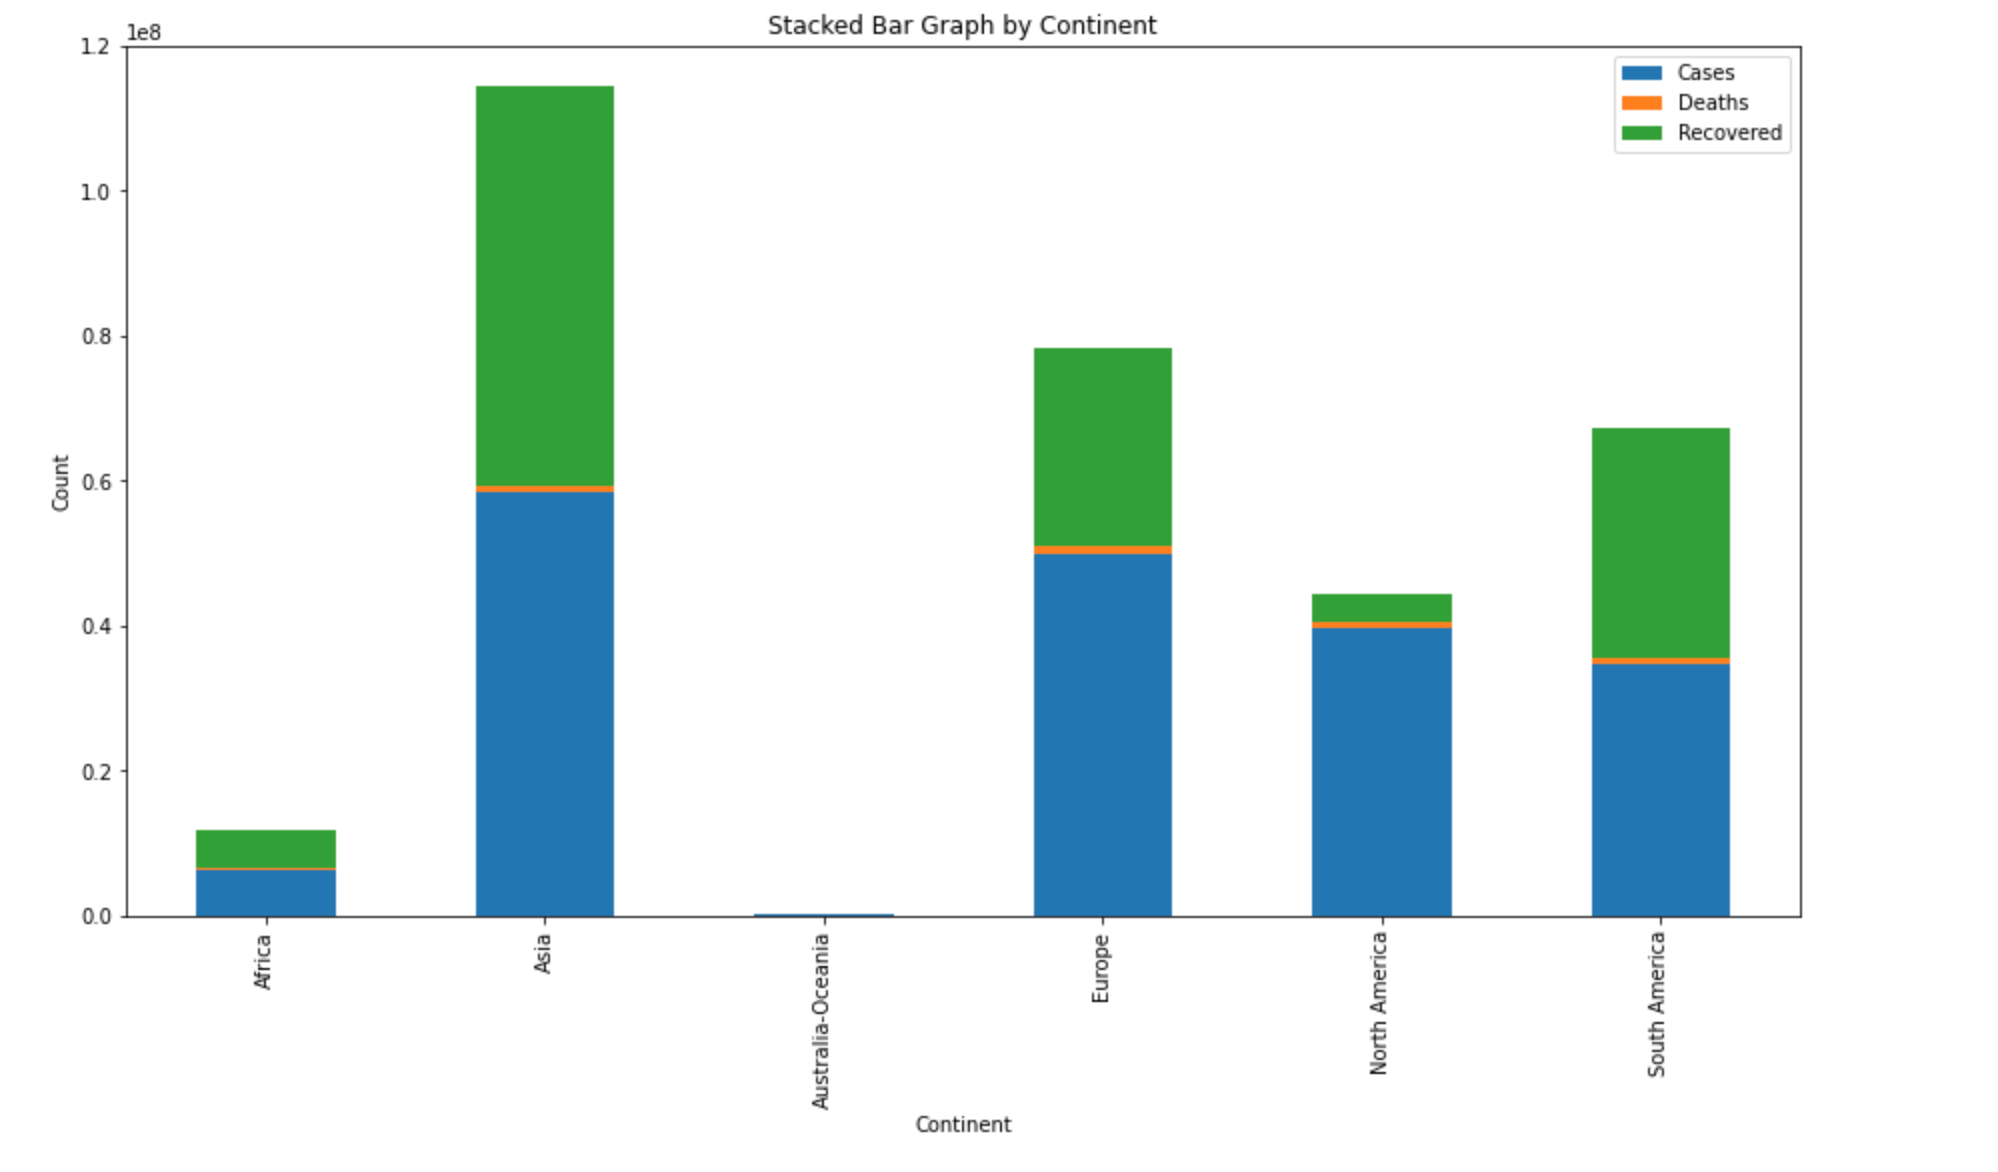 Stacked Bar Graph by Continent
1e8
1.2
1.0
0.8
0.6
0.4
0.2
0.0
Count
Cases
Deaths
Recovered
Africa
Asia
Australia-Oceania
Europe
North America
South America
Continent